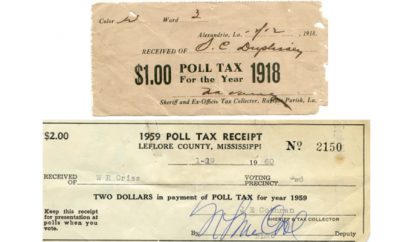 Color W Ward 3
Alexandria, La., 1918.
RECEIVED OF S. C. Duplissey
$1.00 POLL TAX
For the Year 1918
Sheriff and Ex-Officio Tax Collector, Rapides Parish, La.
$2.00 1959 POLL TAX RECEIPT
LEFLORE COUNTY, MISSISSIPPI Nº 2150
1-19 1960
RECEIVED OF W R Criss VOTING PRECINCT
TWO DOLLARS in payment of POLL TAX for year 1959
Keep this receipt
for presentation at
polls when you
vote.
SHERIFF & TAX COLLECTOR
By Deputy